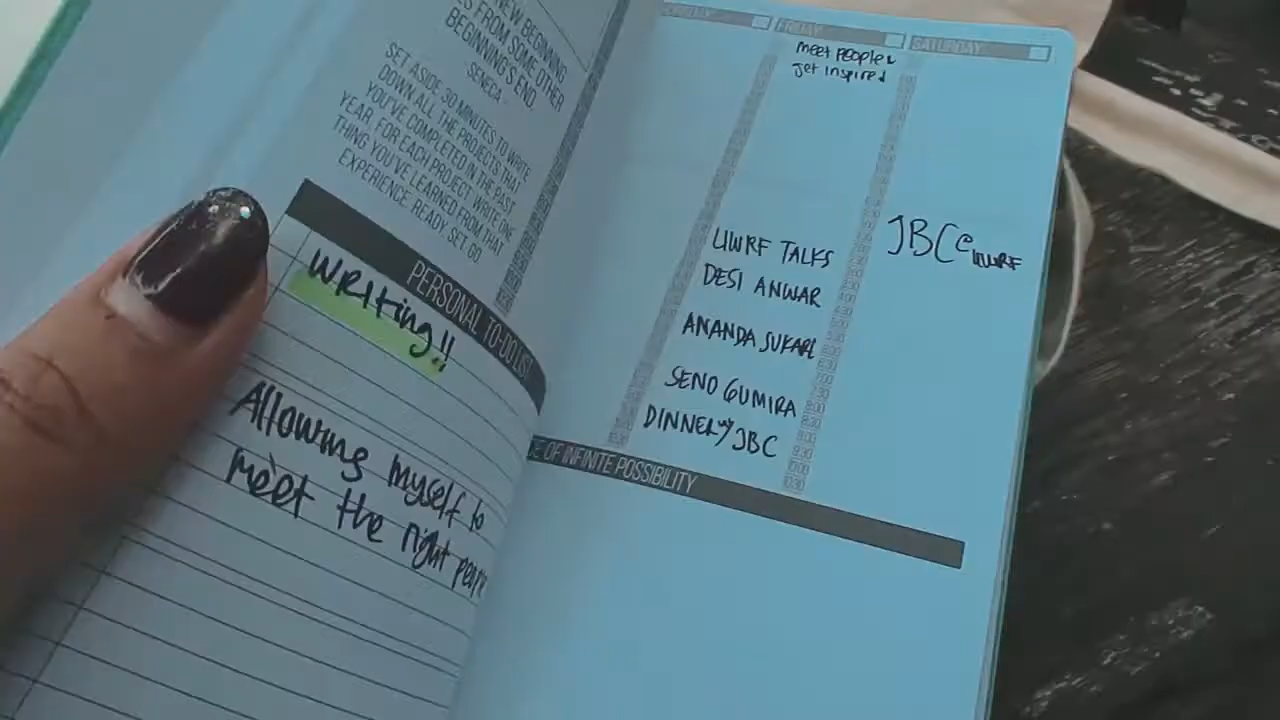 NEW BEGINNING
S FROM SOME OTHER
BEGINNING'S END.
- SENECA -
SET ASIDE 30 MINUTES TO WRITE
DOWN ALL THE PROJECTS THAT
YOU'VE COMPLETED IN THE PAST
YEAR. FOR EACH PROJECT, WRITE ONE
THING YOU'VE LEARNED FROM THAT
EXPERIENCE. READY, SET, GO
PERSONAL TO-DO LIST
WRITing!!
Allowing myself to
meet the right
FRIDAY
SATURDAY
meet people &
get inspired
UWRF TALKS
DESI ANWAR
ANANDA SUKARL
SENO GUMIRA
DINNER w/ JBC
JBC @ UWRF
OF INFINITE POSSIBILITY